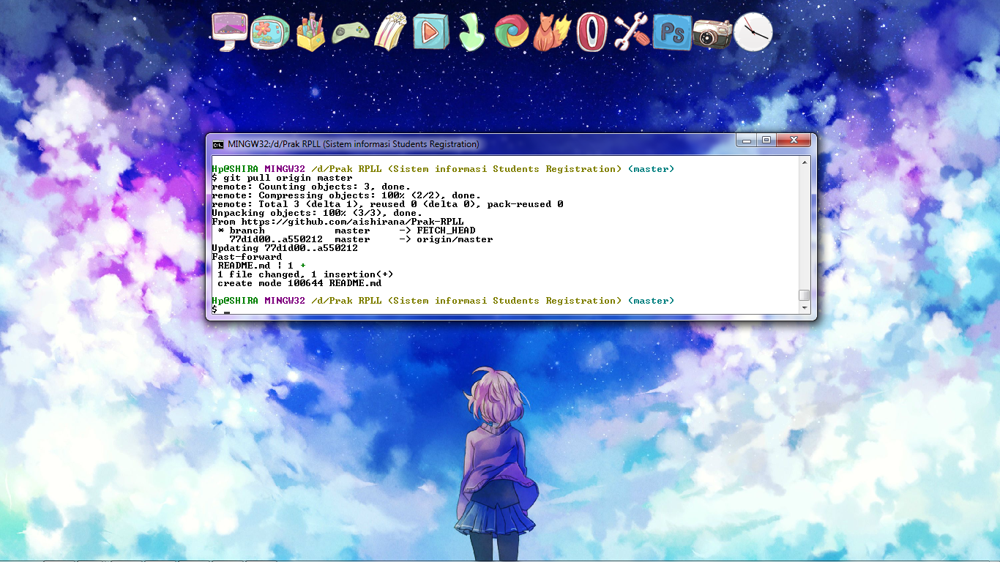 Ps
MINGW32:/d/Prak RPLL (Sistem informasi Students Registration)
Hp@SHIRA MINGW32 /d/Prak RPLL (Sistem informasi Students Registration) (master)
$ git pull origin master
remote: Counting objects: 3, done.
remote: Compressing objects: 100% (2/2), done.
remote: Total 3 (delta 1), reused 0 (delta 0), pack-reused 0
Unpacking objects: 100% (3/3), done.
From https://github.com/aishirana/Prak-RPLL
 * branch            master     -> FETCH_HEAD
   77d1d00..a550212  master     -> origin/master
Updating 77d1d00..a550212
Fast-forward
 README.md | 1 +
 1 file changed, 1 insertion(+)
 create mode 100644 README.md
Hp@SHIRA MINGW32 /d/Prak RPLL (Sistem informasi Students Registration) (master)
$